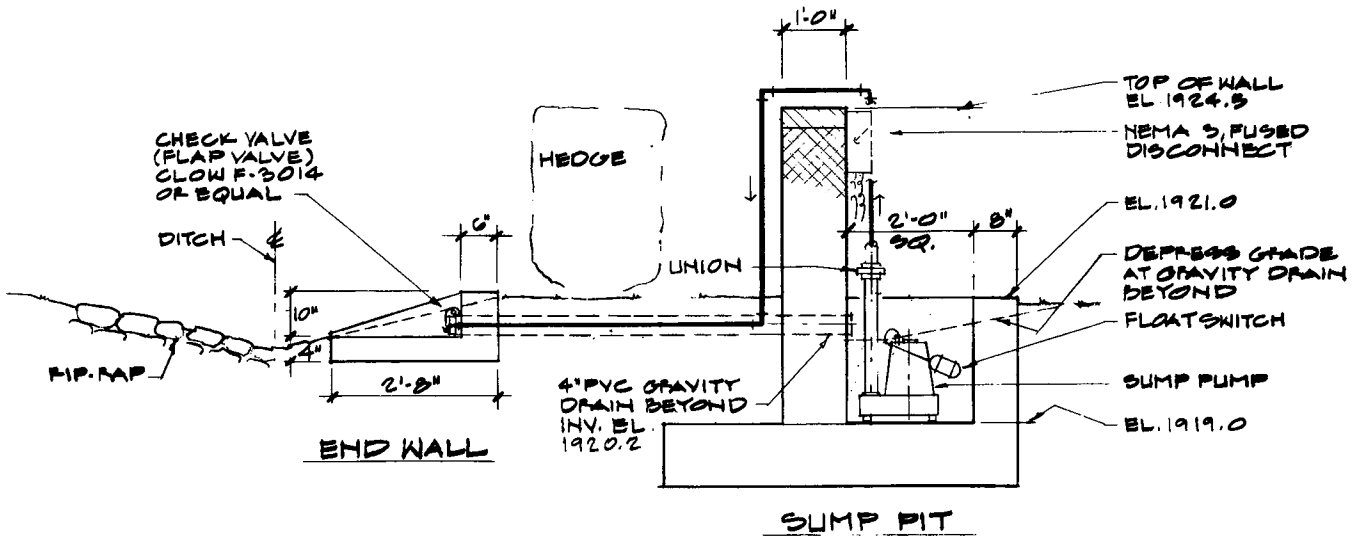 1'-0"
TOP OF WALL
EL. 1924.5
NEMA 3, FUSED
DISCONNECT
CHECK VALVE
(FLAP VALVE)
CLOW F-3014
OR EQUAL
HEDGE
EL. 1921.0
6"
2'-0"
SQ.
8"
DITCH
℄
UNION
DEPRESS GRADE
AT GRAVITY DRAIN
BEYOND
10"
FLOAT SWITCH
4"
RIP-RAP
2'-8"
4" PVC GRAVITY
DRAIN BEYOND
INV. EL.
1920.2
SUMP PUMP
EL. 1919.0
END WALL
SUMP PIT